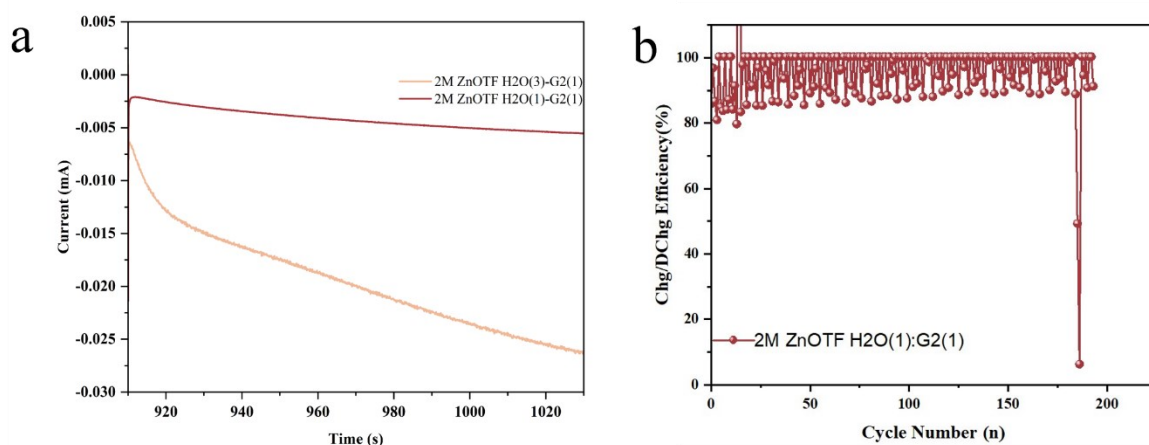 a
0.005
0.000
-0.005
-0.010
-0.015
-0.020
-0.025
-0.030
Current (mA)
2M ZnOTF H2O(3)-G2(1)
2M ZnOTF H2O(1)-G2(1)
920
940
960
980
1000
1020
Time (s)
b
100
80
60
40
20
0
Chg/DChg Efficiency(%)
2M ZnOTF H2O(1):G2(1)
0
50
100
150
200
Cycle Number (n)